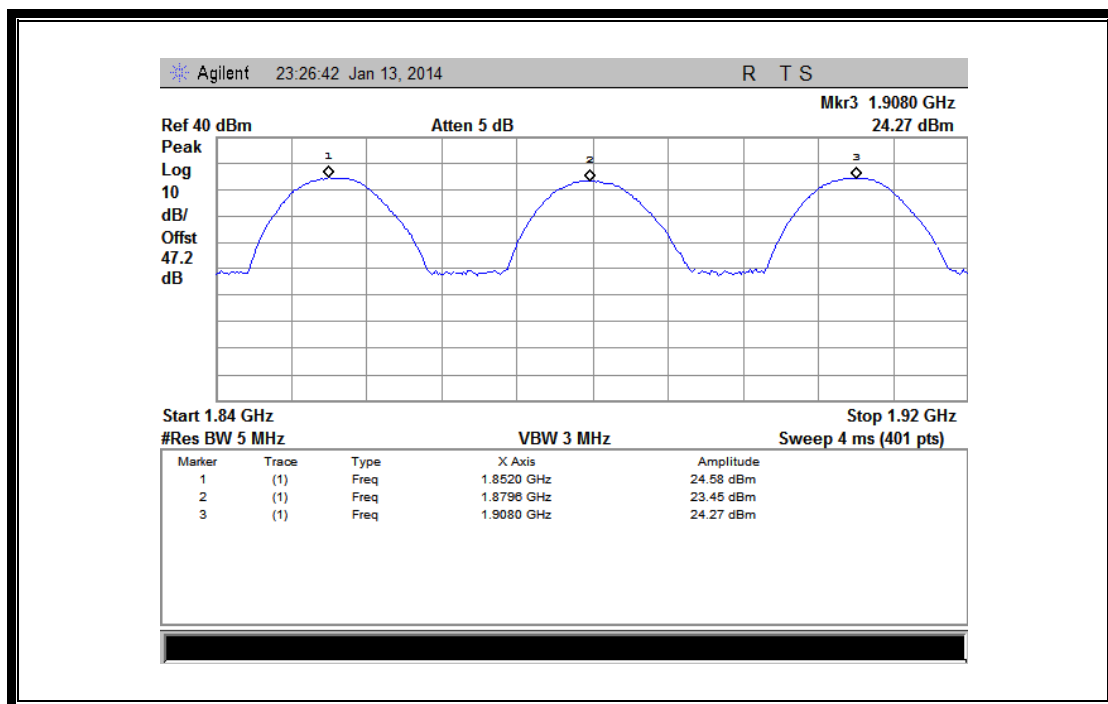 Agilent 23:26:42 Jan 13, 2014 R T S
Mkr3 1.9080 GHz
Ref 40 dBm Atten 5 dB 24.27 dBm
Peak
Log
10
dB/
Offst
47.2
dB
1
2
3
Start 1.84 GHz Stop 1.92 GHz
#Res BW 5 MHz VBW 3 MHz Sweep 4 ms (401 pts)
Marker Trace Type X Axis Amplitude
1 (1) Freq 1.8520 GHz 24.58 dBm
2 (1) Freq 1.8796 GHz 23.45 dBm
3 (1) Freq 1.9080 GHz 24.27 dBm